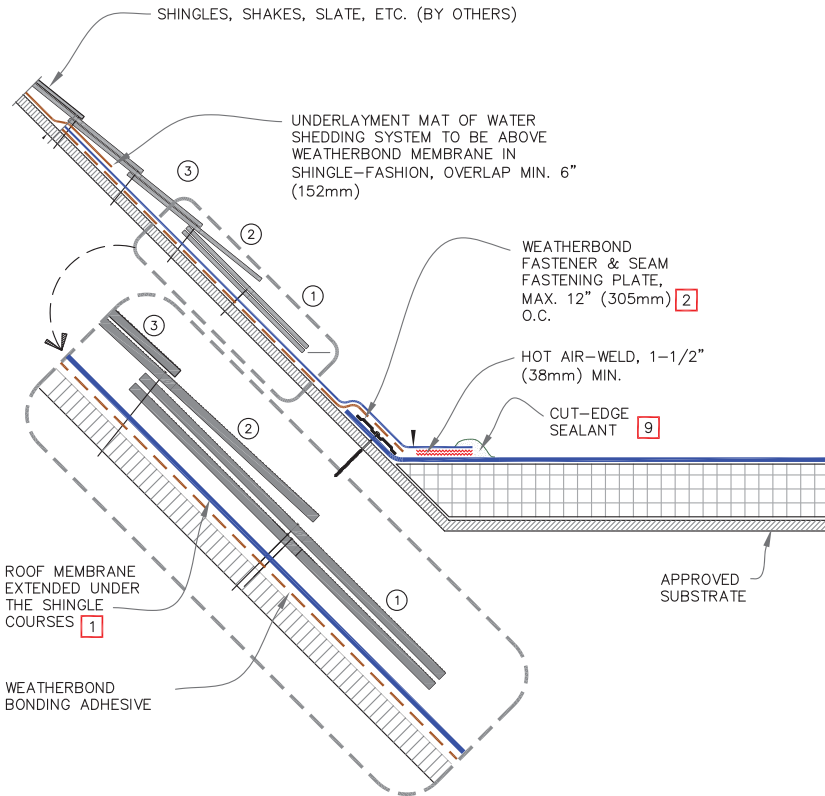 SHINGLES, SHAKES, SLATE, ETC. (BY OTHERS)
UNDERLAYMENT MAT OF WATER
SHEDDING SYSTEM TO BE ABOVE
WEATHERBOND MEMBRANE IN
SHINGLE-FASHION, OVERLAP MIN. 6"
(152mm)
3
2
1
WEATHERBOND
FASTENER & SEAM
FASTENING PLATE,
MAX. 12" (305mm) 2
O.C.
HOT AIR-WELD, 1-1/2"
(38mm) MIN.
CUT-EDGE
SEALANT 9
3
2
1
ROOF MEMBRANE
EXTENDED UNDER
THE SHINGLE
COURSES 1
APPROVED
SUBSTRATE
WEATHERBOND
BONDING ADHESIVE